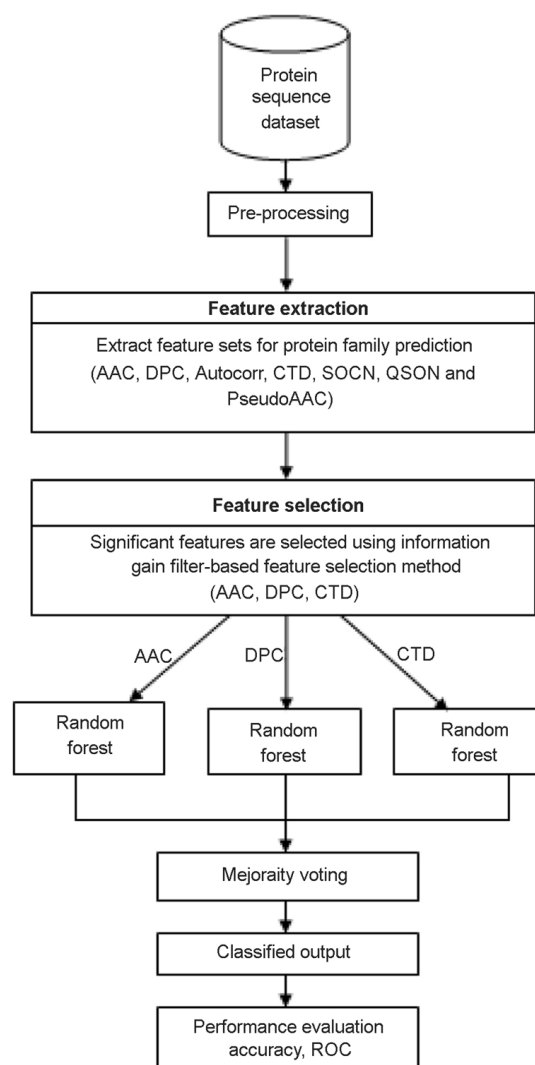 Protein
sequence
dataset
Pre-processing
Feature extraction
Extract feature sets for protein family prediction
(AAC, DPC, Autocorr, CTD, SOCN, QSON and
PseudoAAC)
Feature selection
Significant features are selected using information
gain filter-based feature selection method
(AAC, DPC, CTD)
AAC
DPC
CTD
Random
forest
Random
forest
Random
forest
Mejoraity voting
Classified output
Performance evaluation
accuracy, ROC